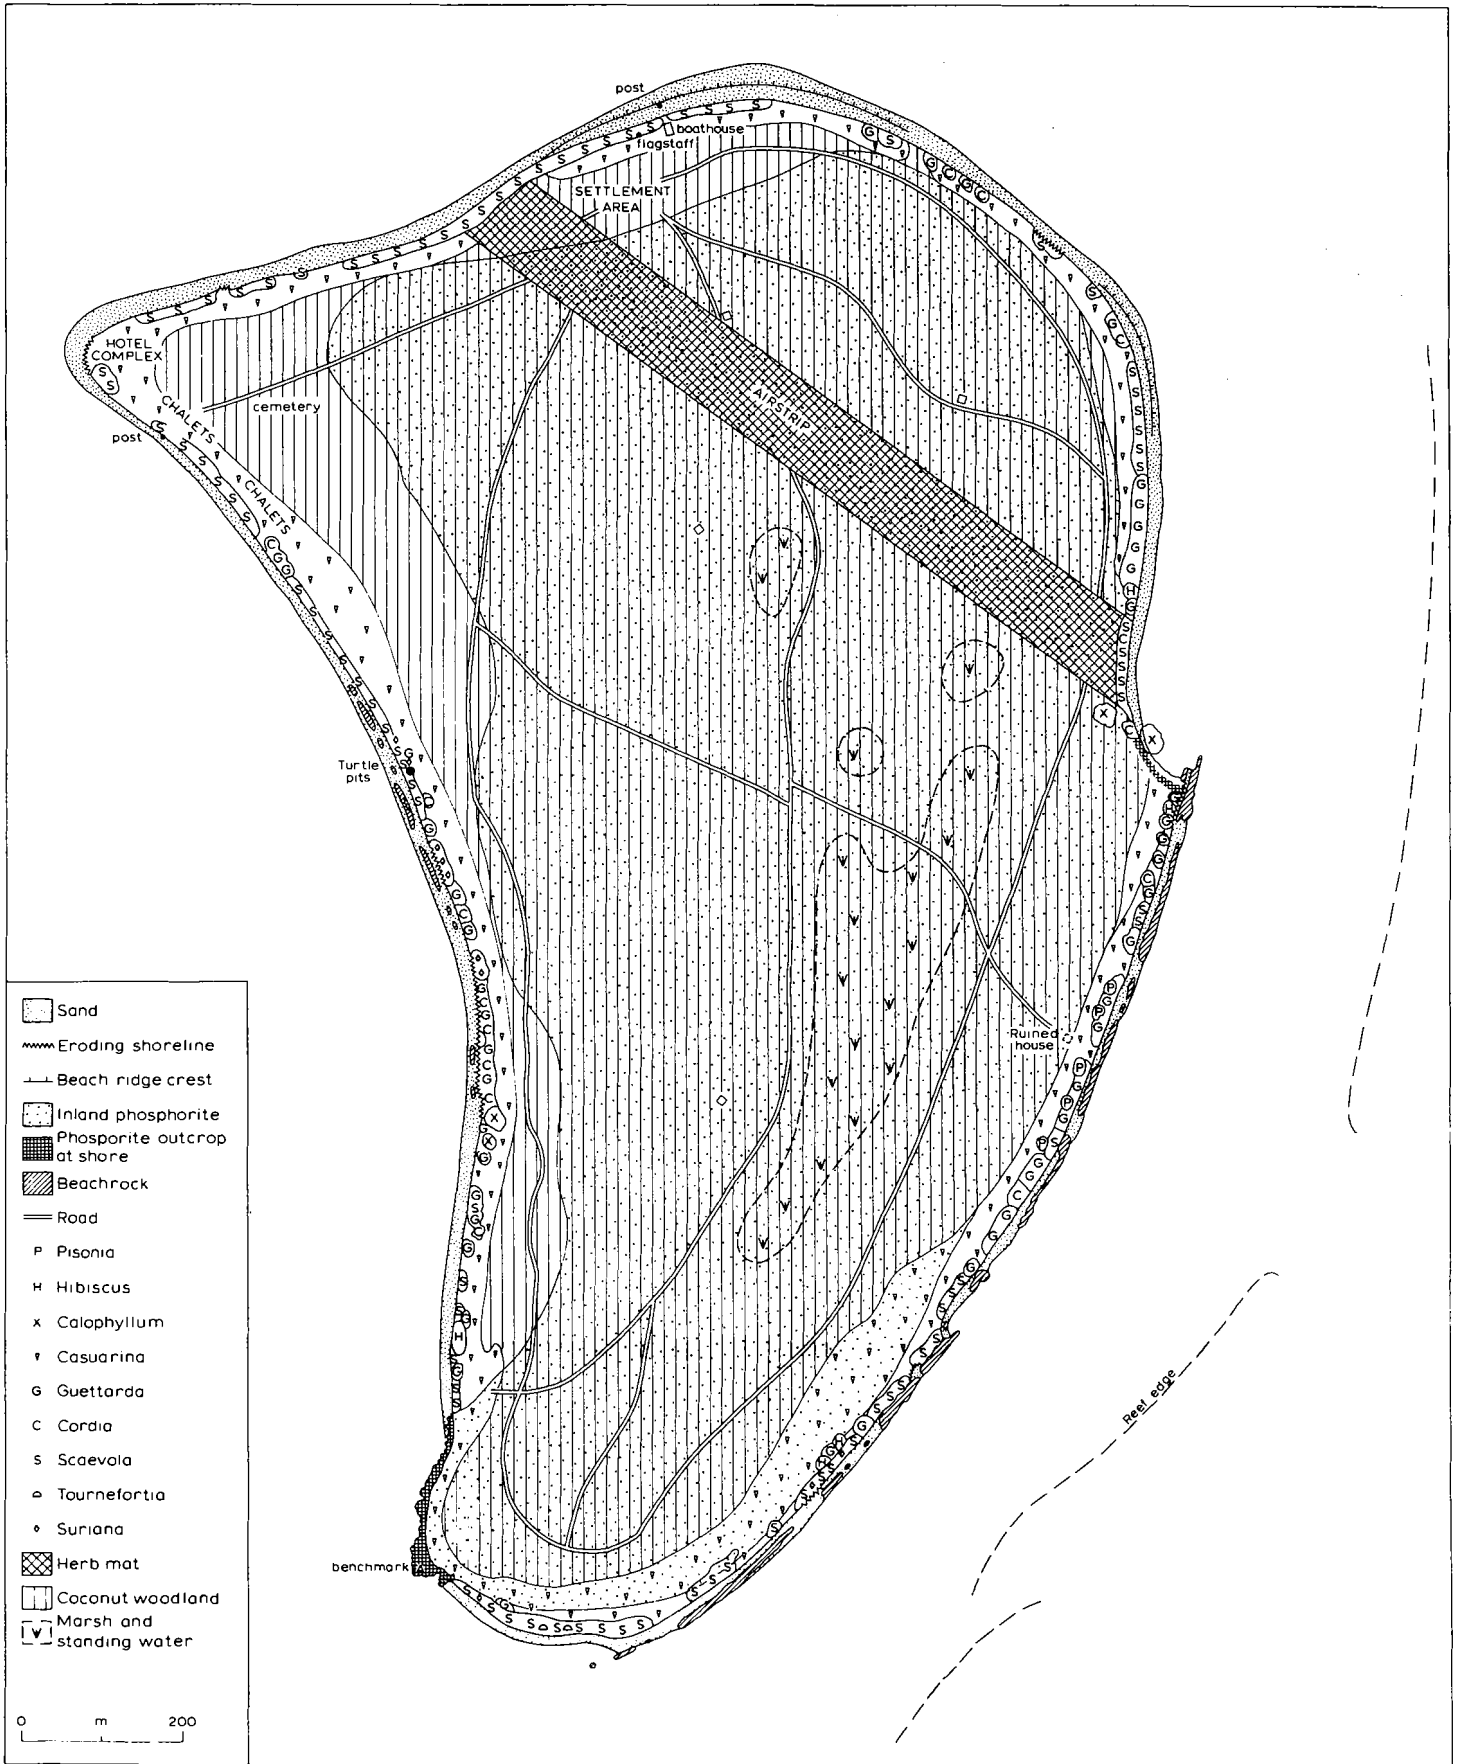 post
boathouse
flagstaff
SETTLEMENT
AREA
HOTEL
COMPLEX
CHALETS
post
cemetery
CHALETS
AIRSTRIP
Turtle
pits
Ruined
house
Reef edge
benchmark
Sand
Eroding shoreline
Beach ridge crest
Inland phosphorite
Phosporite outcrop
at shore
Beachrock
Road
P Pisonia
H Hibiscus
X Calophyllum
Casuarina
G Guettarda
C Cordia
S Scaevola
Tournefortia
Suriana
Herb mat
Coconut woodland
Marsh and
standing water
0 m 200